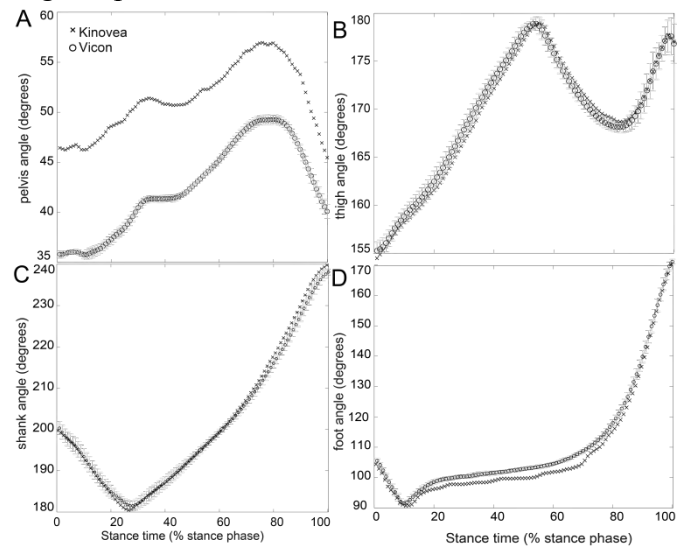 A
60
55
50
45
40
35
pelvis angle (degrees)
× Kinovea
○ Vicon
B
180
175
170
165
160
155
thigh angle (degrees)
C
240
230
220
210
200
190
180
shank angle (degrees)
0 20 40 60 80 100
Stance time (% stance phase)
D
170
160
150
140
130
120
110
100
90
foot angle (degrees)
0 20 40 60 80 100
Stance time (% stance phase)